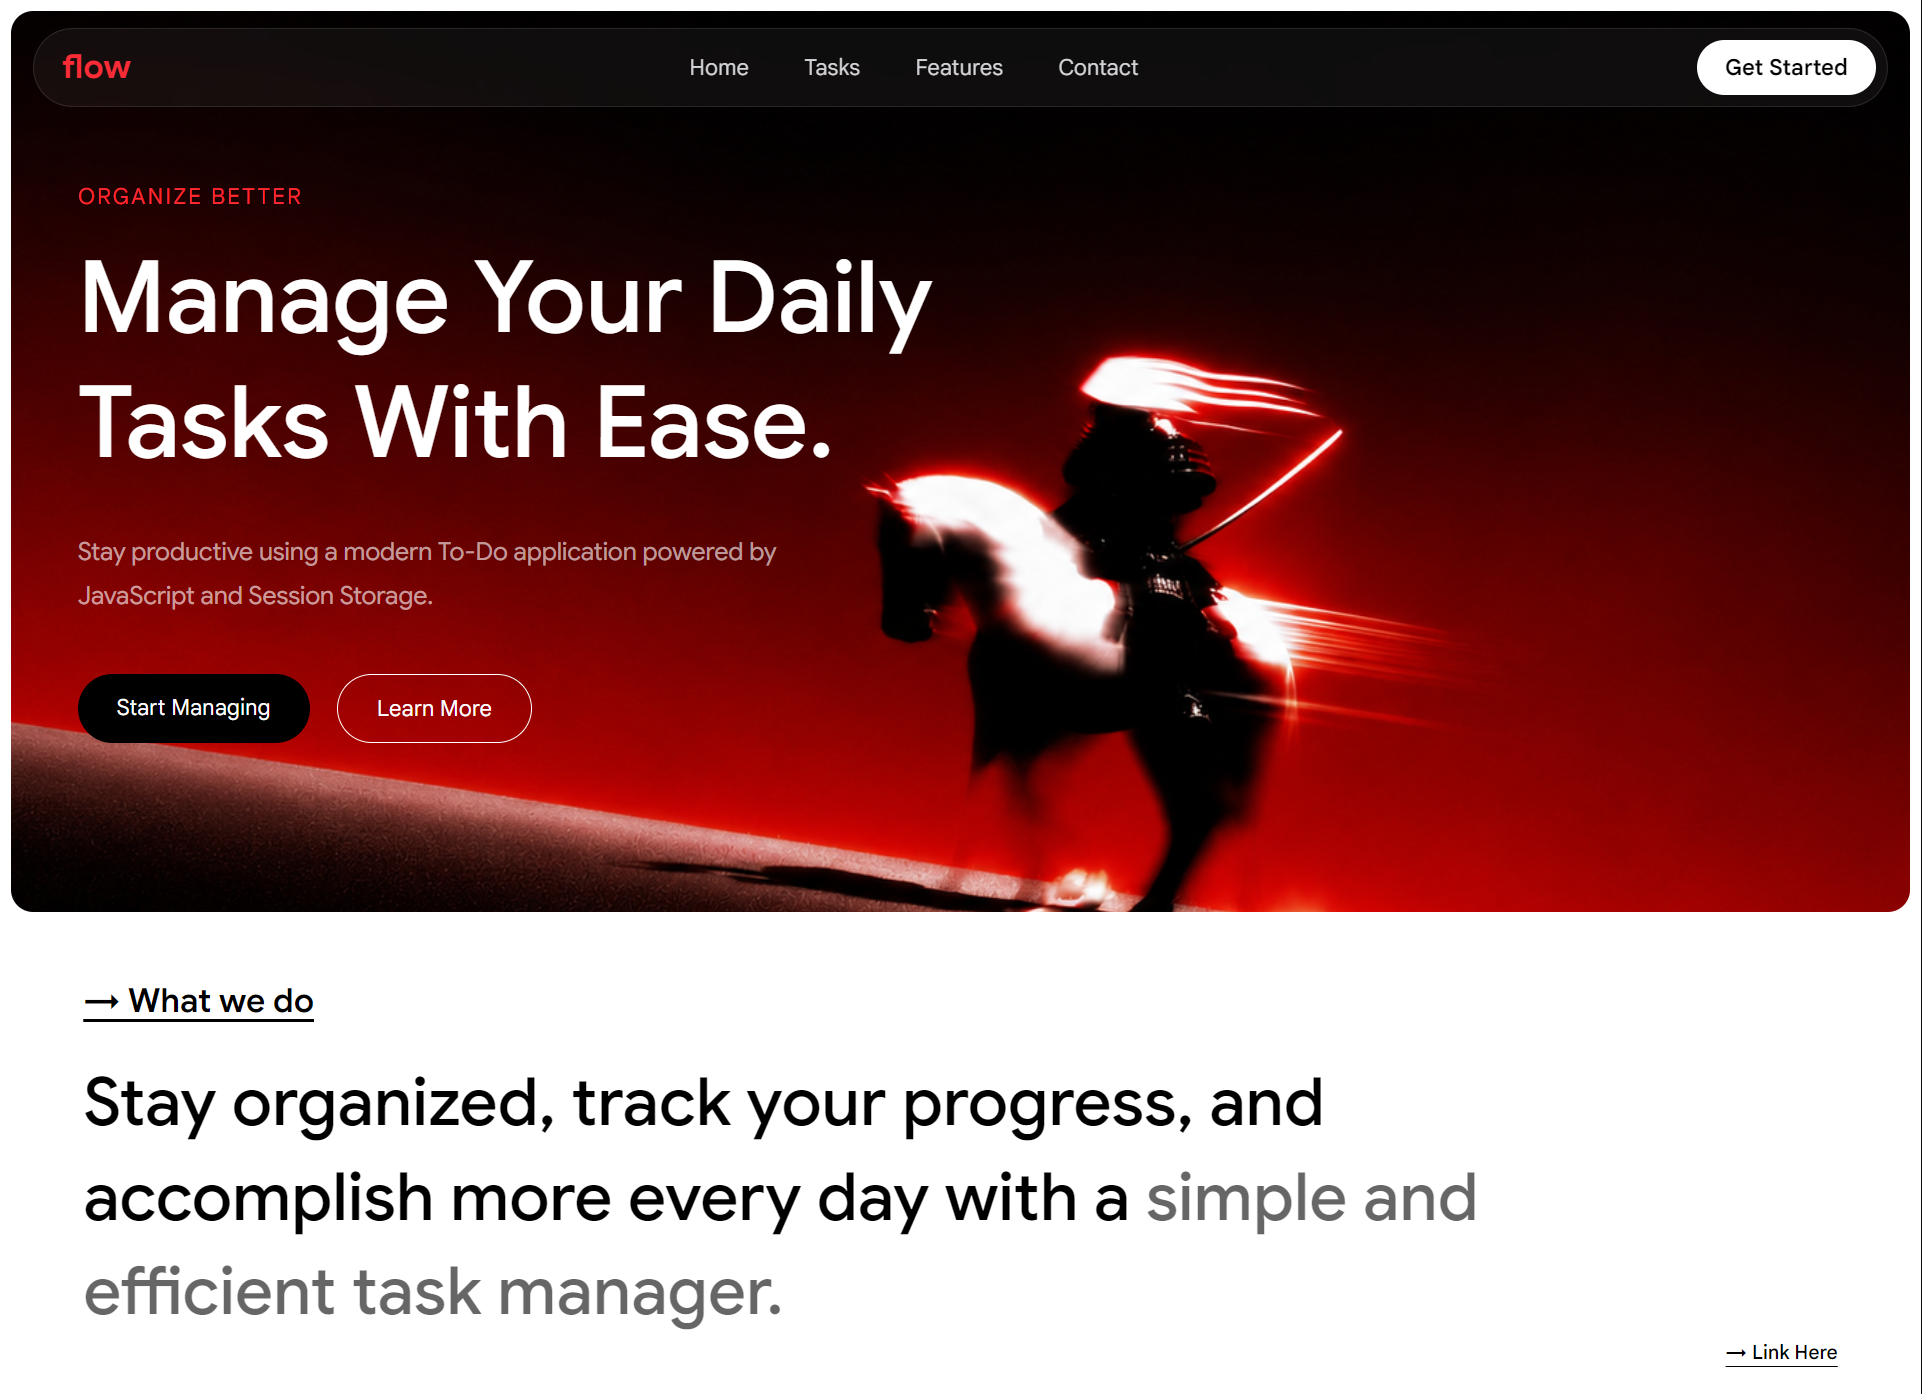 flow
Home
Tasks
Features
Contact
Get Started
ORGANIZE BETTER
Manage Your Daily
Tasks With Ease.
Stay productive using a modern To-Do application powered by
JavaScript and Session Storage.
Start Managing
Learn More
→ What we do
Stay organized, track your progress, and
accomplish more every day with a simple and
efficient task manager.
→ Link Here